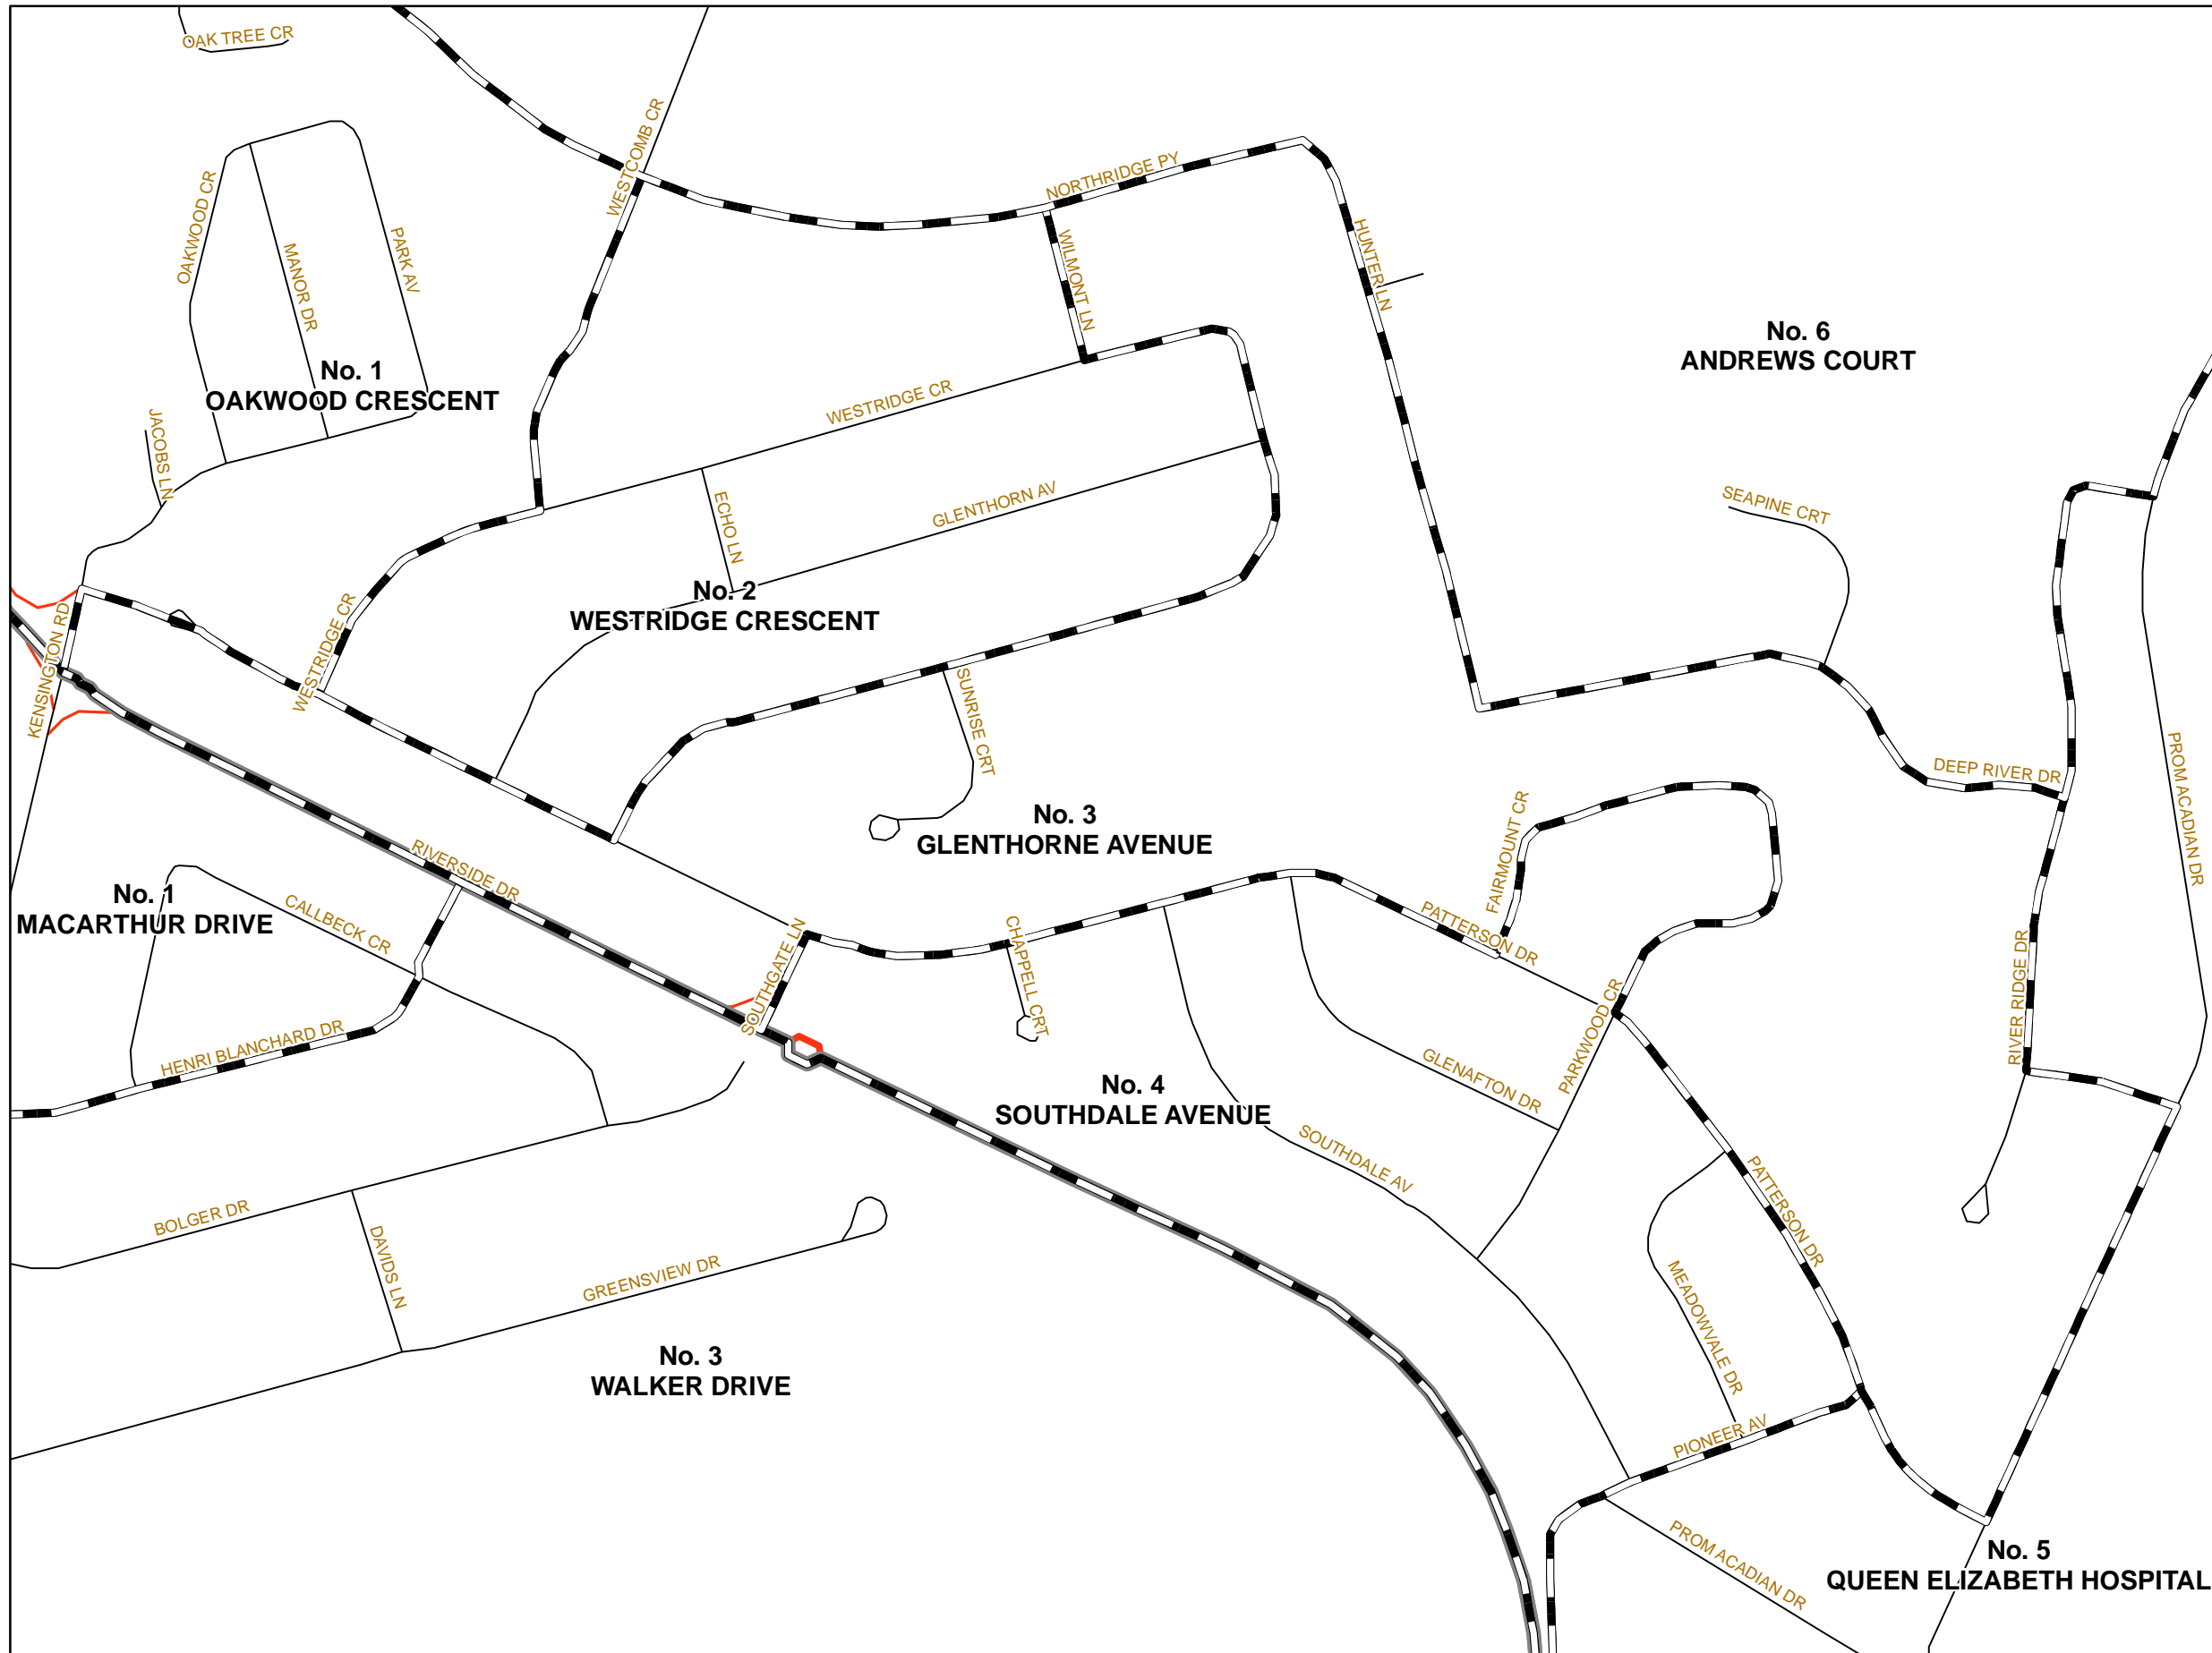 OAK TREE CR
WESTCOMB CR
NORTHRIDGE PY
OAKWOOD CR
MANOR DR
PARK AV
WILMONT LN
HUNTER LN
No. 1
OAKWOOD CRESCENT
No. 6
ANDREWS COURT
WESTRIDGE CR
JACOBS LN
ECHO LN
GLENTHORN AV
SEAPINE CRT
No. 2
WESTRIDGE CRESCENT
KENSINGTON RD
WESTRIDGE CR
SUNRISE CRT
DEEP RIVER DR
PROM ACADIAN DR
No. 3
GLENTHORNE AVENUE
FAIRMOUNT CR
RIVERSIDE DR
No. 1
MACARTHUR DRIVE
CALLBECK CR
SOUTHGATE LN
CHAPPELL CRT
PATTERSON DR
RIVER RIDGE DR
HENRI BLANCHARD DR
PARKWOOD CR
GLENAFTON DR
No. 4
SOUTHDALE AVENUE
SOUTHDALE AV
PATTERSON DR
BOLGER DR
DAVIDS LN
GREENSVIEW DR
MEADOWVALE DR
No. 3
WALKER DRIVE
PIONEER AV
PROM ACADIAN DR
No. 5
QUEEN ELIZABETH HOSPITAL